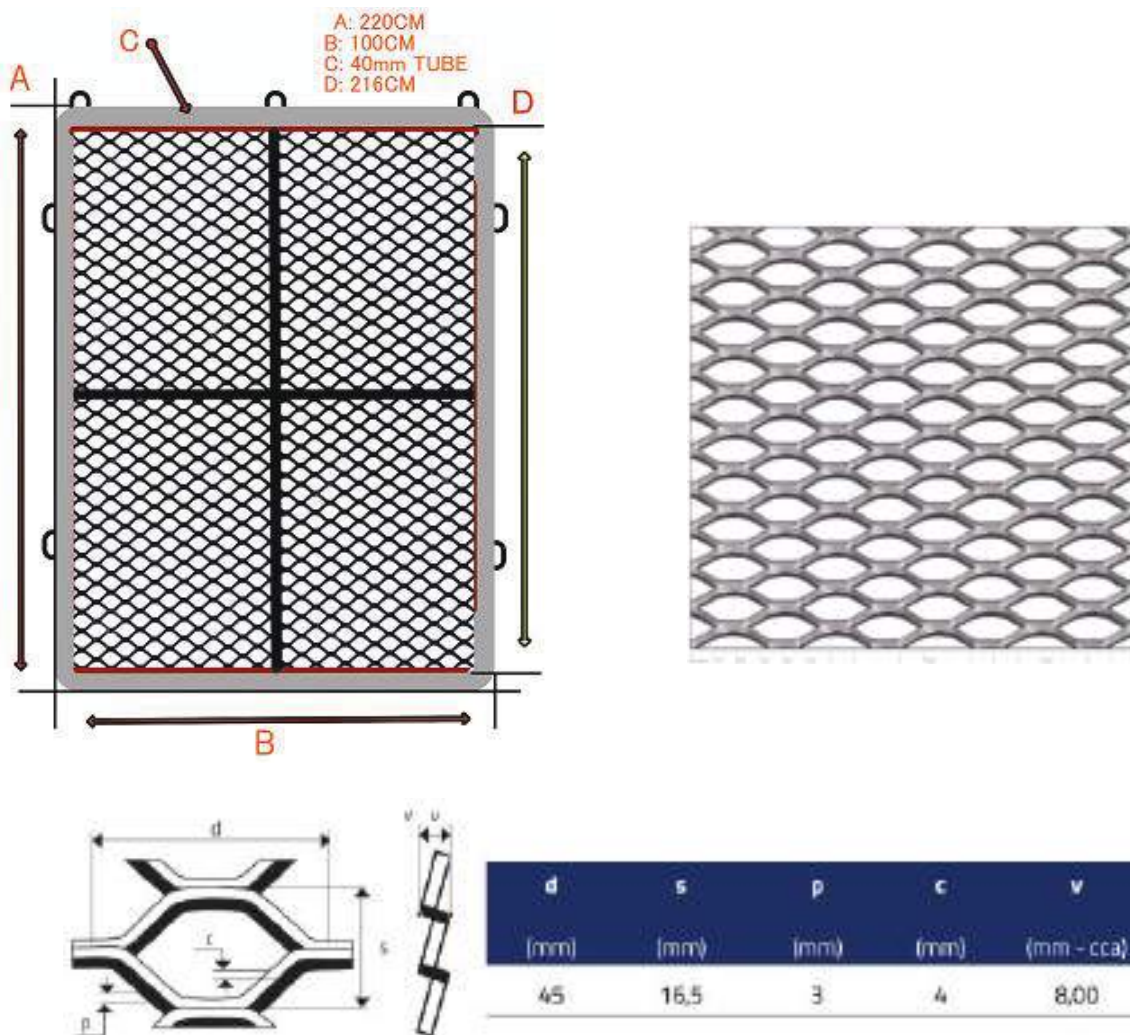 A: 220CM
B: 100CM
C: 40mm TUBE
D: 216CM
C
A
D
B
d
s
c
p
v u
d s p c v
(mm) (mm) (mm) (mm) (mm - cca)
45 16,5 3 4 8,00